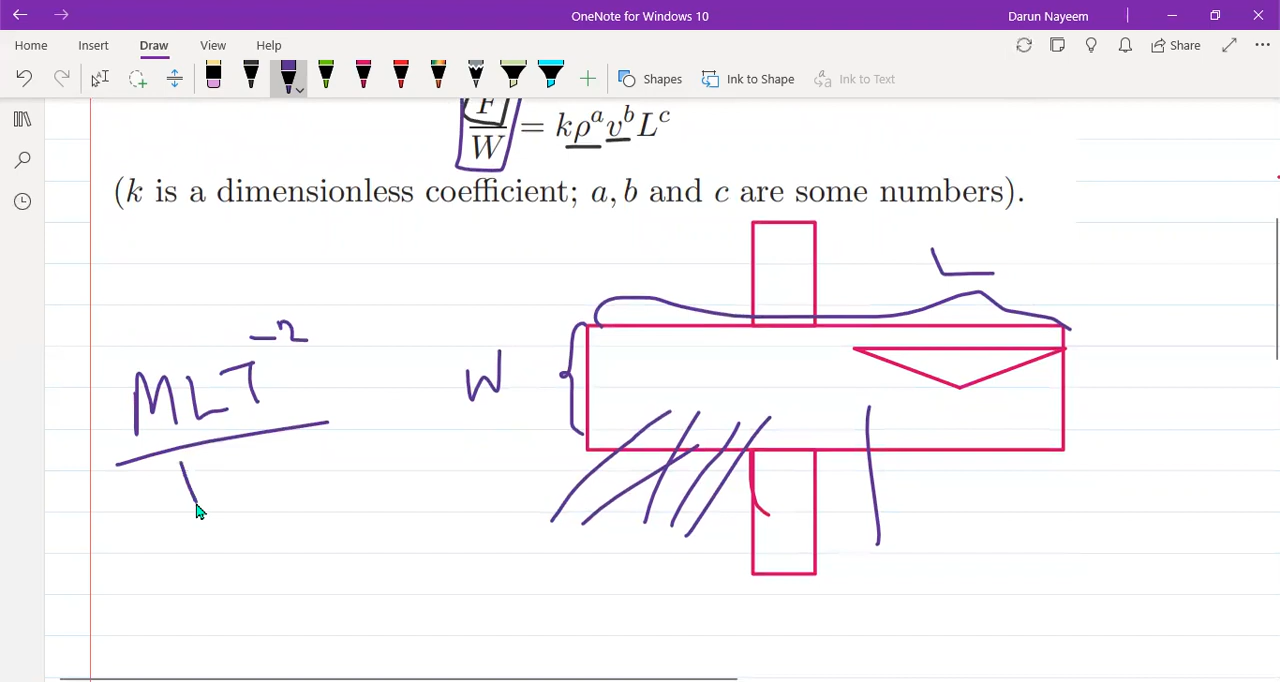 OneNote for Windows 10
Darun Nayeem
Home Insert Draw View Help
Share
Shapes
Ink to Shape
Ink to Text
F/W = kρ^a v^b L^c
(k is a dimensionless coefficient; a, b and c are some numbers).
L
MLT^-2
W